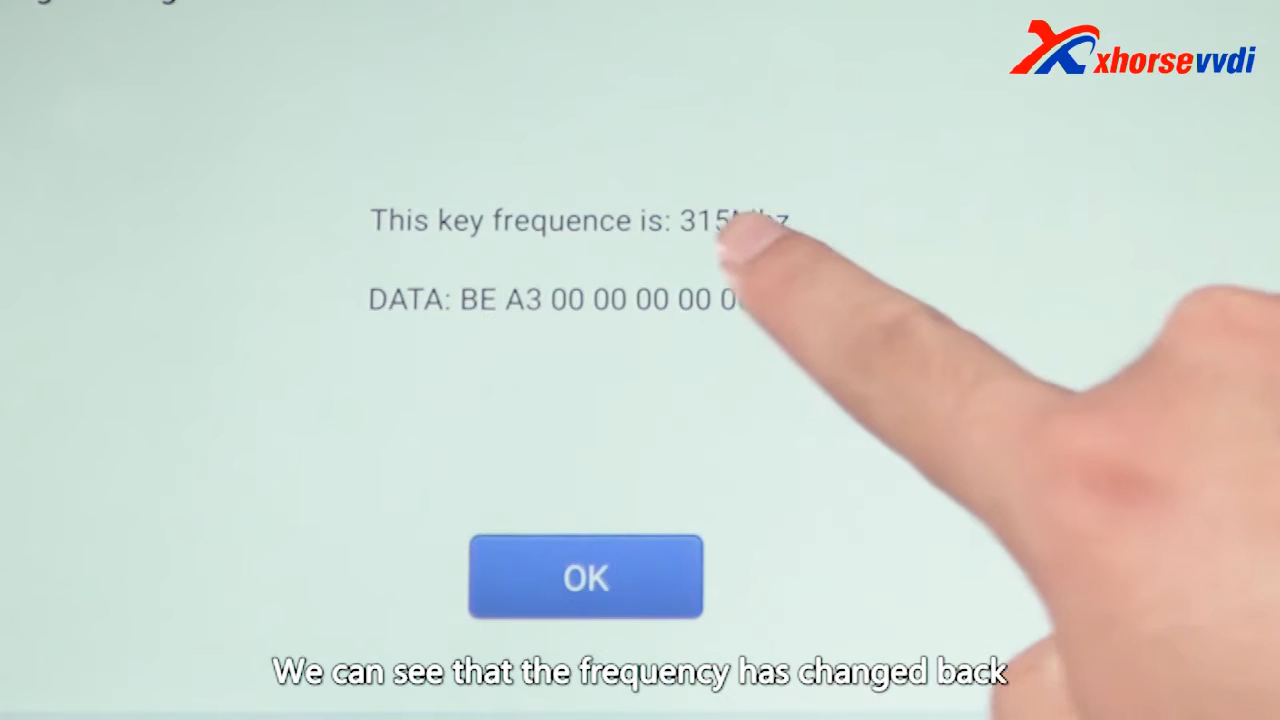 xhorsevvdi
This key frequence is: 315Mhz
DATA: BE A3 00 00 00 00
OK
We can see that the frequency has changed back